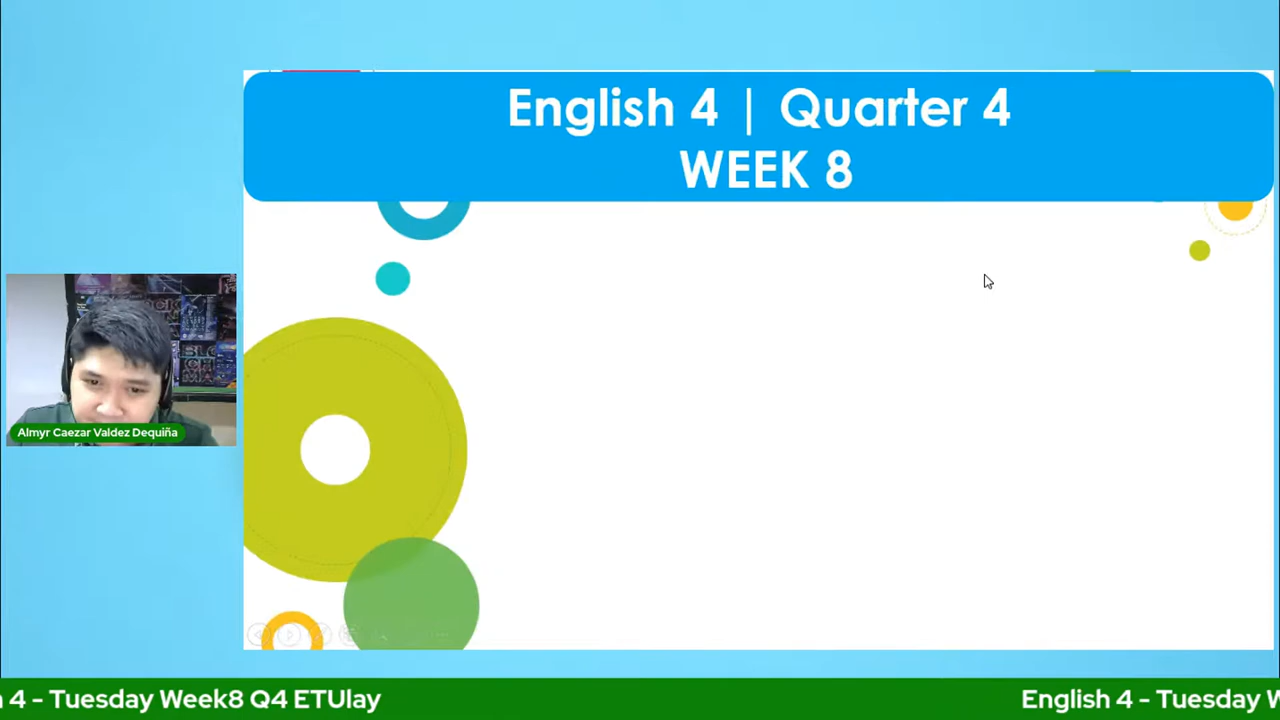 English 4 | Quarter 4
WEEK 8
Almyr Caezar Valdez Dequiña
4 - Tuesday Week8 Q4 ETUlay
English 4 - Tuesday